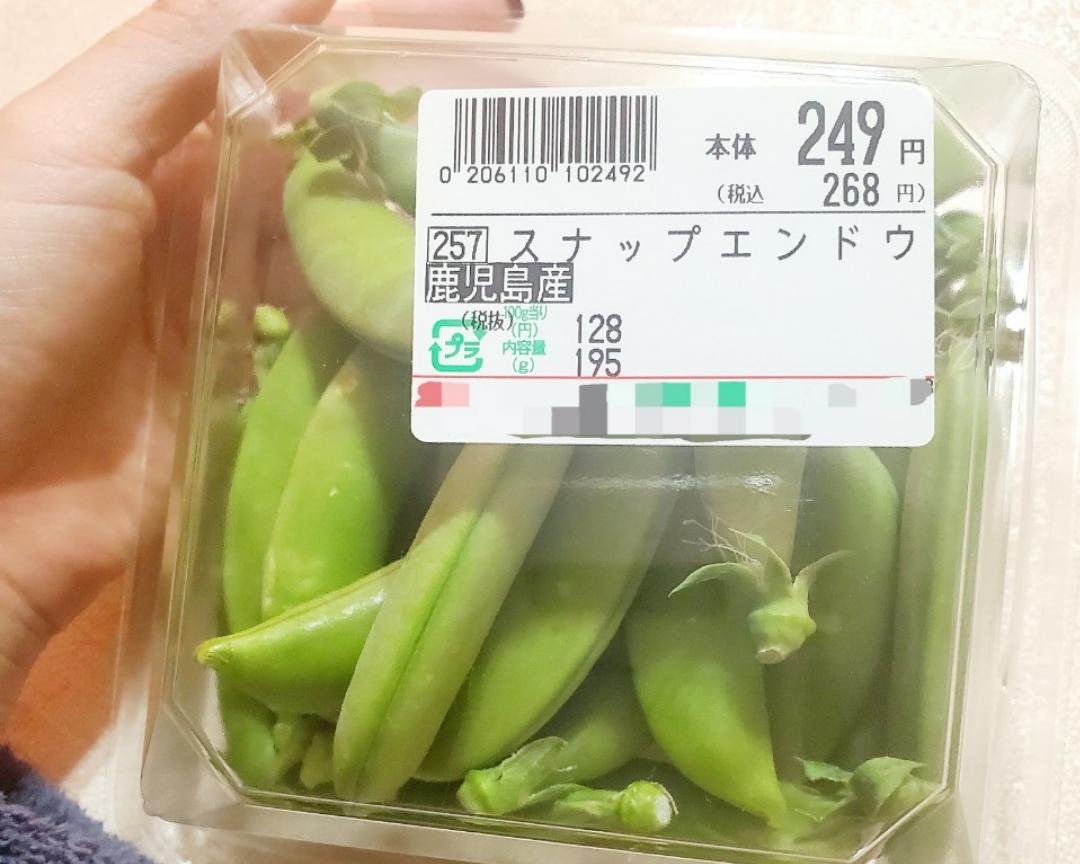 0 206110 102492
本体 249 円
(税込 268 円)
257 スナップエンドウ
鹿児島産
(税抜) 100g当り (円) 128
プラ 内容量 (g) 195